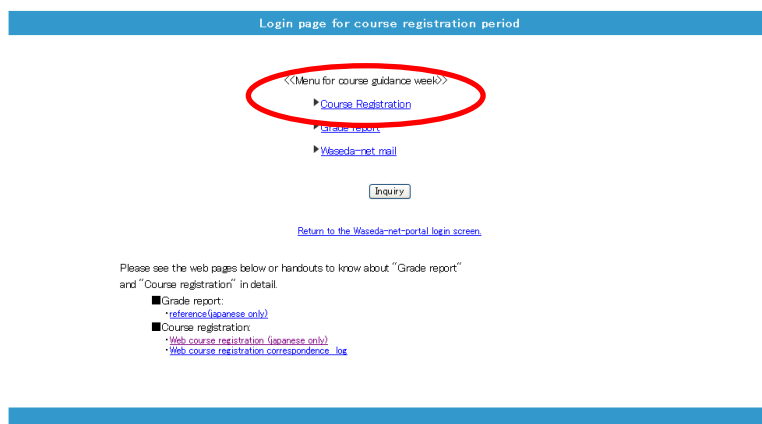 Login page for course registration period
<<Menu for course guidance week>>
▶Course Registration
▶Grade report
▶Waseda-net mail
Inquiry
Return to the Waseda-net-portal login screen.
Please see the web pages below or handouts to know about "Grade report"
and "Course registration" in detail.
■Grade report:
・reference(japanese only)
■Course registration:
・Web course registration (japanese only)
・Web course registration correspondence log